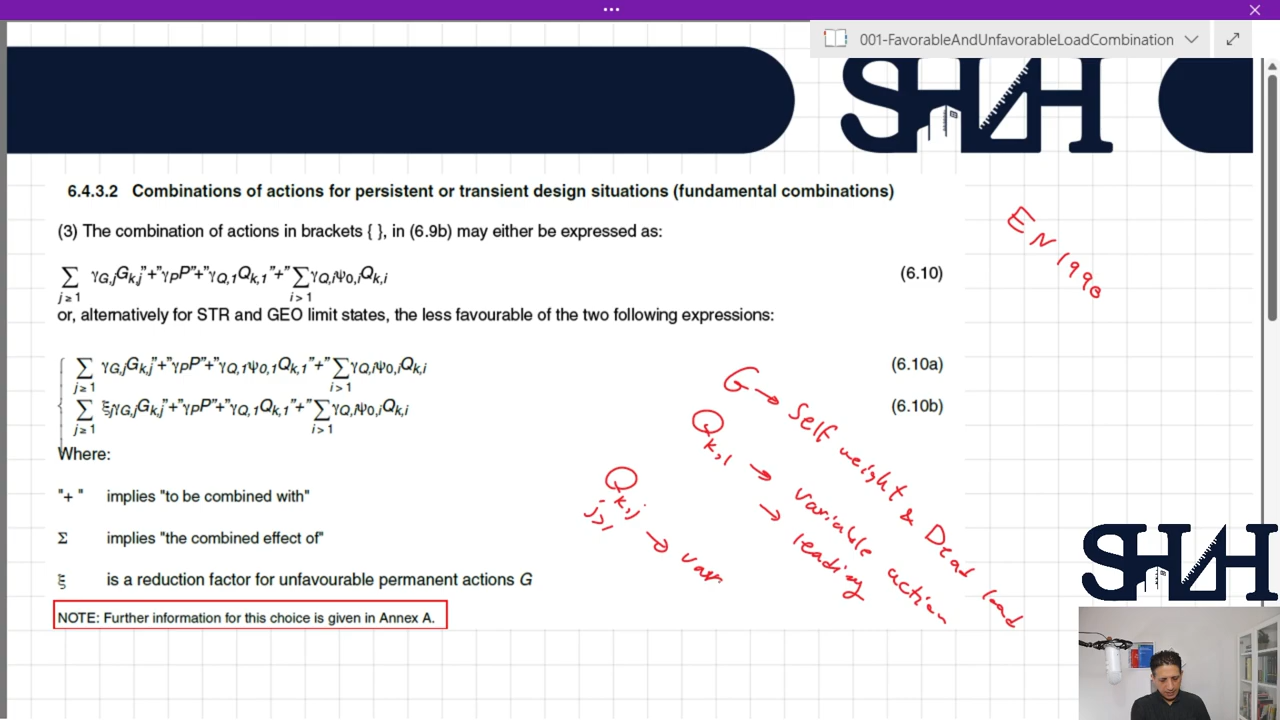 001-FavorableAndUnfavorableLoadCombination
SHAH
6.4.3.2 Combinations of actions for persistent or transient design situations (fundamental combinations)
EN 1990
(3) The combination of actions in brackets { }, in (6.9b) may either be expressed as:
∑ γG,jGk,j"+"γPP"+"γQ,1Qk,1"+"∑γQ,iψ0,iQk,i (6.10)
j≥1 i>1
or, alternatively for STR and GEO limit states, the less favourable of the two following expressions:
∑ γG,jGk,j"+"γPP"+"γQ,1ψ0,1Qk,1"+"∑γQ,iψ0,iQk,i (6.10a)
j≥1 i>1
∑ ξjγG,jGk,j"+"γPP"+"γQ,1Qk,1"+"∑γQ,iψ0,iQk,i (6.10b)
j≥1 i>1
G → Self weight & Dead load
Qk,1 → variable action
→ leading
Qk,j → var
j>1
Where:
"+ " implies "to be combined with"
Σ implies "the combined effect of"
ξ is a reduction factor for unfavourable permanent actions G
NOTE: Further information for this choice is given in Annex A.
SHAH